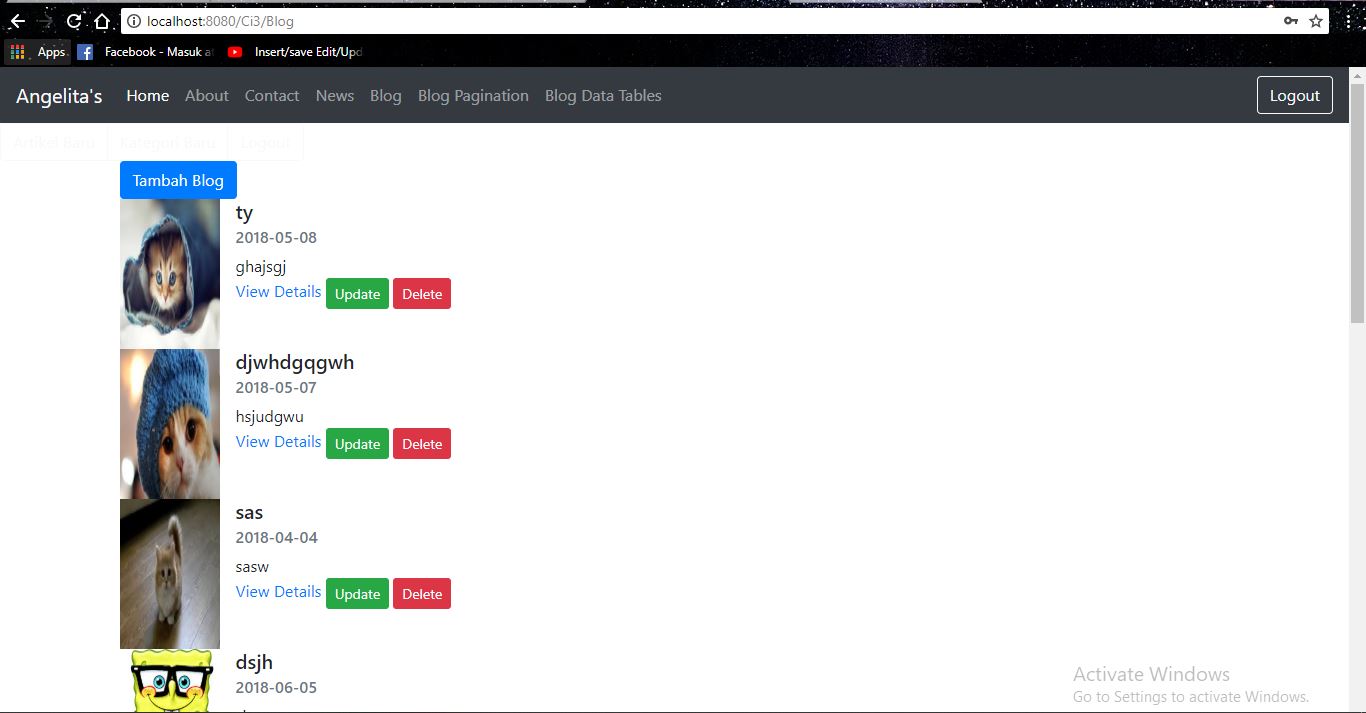 localhost:8080/Ci3/Blog
Apps Facebook - Masuk at Insert/save Edit/Upd
Angelita's Home About Contact News Blog Blog Pagination Blog Data Tables Logout
Artikel Baru Kategori Baru Logout
Tambah Blog
ty
2018-05-08
ghajsgj
View Details Update Delete
djwhdgqgwh
2018-05-07
hsjudgwu
View Details Update Delete
sas
2018-04-04
sasw
View Details Update Delete
dsjh
2018-06-05
Activate Windows
Go to Settings to activate Windows.